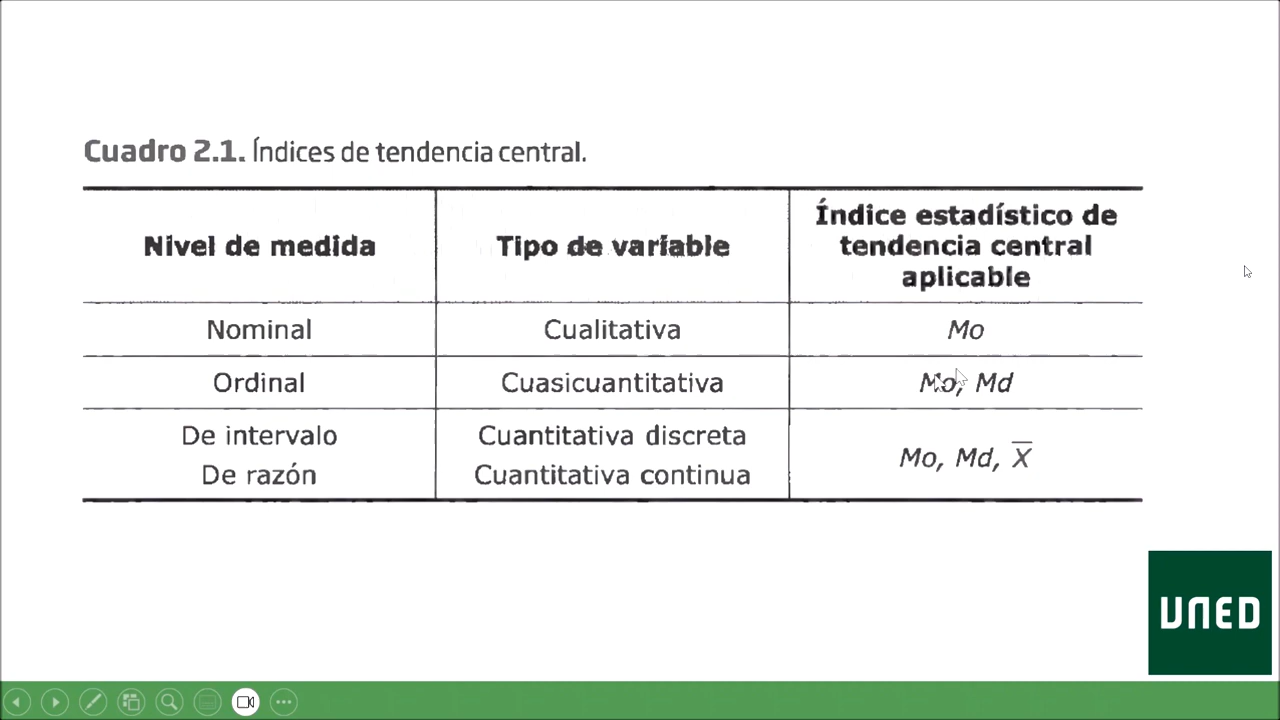 Cuadro 2.1. Índices de tendencia central.
Nivel de medida
Tipo de variable
Índice estadístico de
tendencia central
aplicable
Nominal
Cualitativa
Mo
Ordinal
Cuasicuantitativa
Mo, Md
De intervalo
De razón
Cuantitativa discreta
Cuantitativa continua
Mo, Md, X̅
UNED